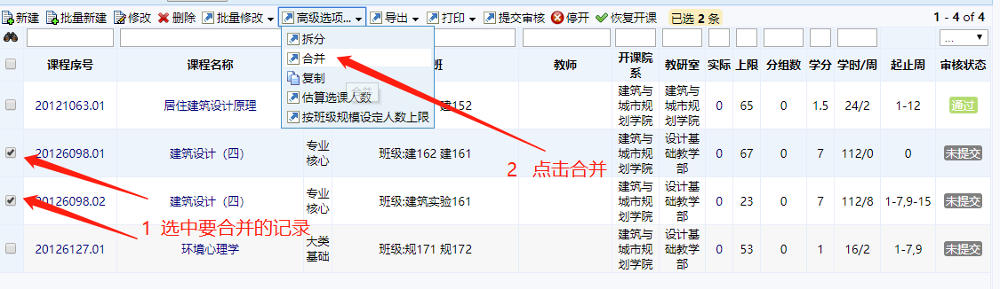 新建 批量新建 修改 删除 批量修改 高级选项... 导出 打印 提交审核 停开 恢复开课 已选 2 条 1 - 4 of 4
拆分
合并
复制
估算选课人数
按班级规模设定人数上限
合并
...
课程序号 课程名称 班 教师 开课院系 教研室 实际 上限 分组数 学分 学时/周 起止周 审核状态
20121063.01 居住建筑设计原理 建152 建筑与城市规划学院 建筑与城市规划学院 0 65 0 1.5 24/2 1-12 通过
20126098.01 建筑设计（四） 专业核心 班级:建162 建161 建筑与城市规划学院 设计基础教学部 0 67 0 7 112/0 0 未提交
20126098.02 建筑设计（四） 专业核心 班级:建筑实验161 建筑与城市规划学院 设计基础教学部 0 23 0 7 112/8 1-7,9-15 未提交
20126127.01 环境心理学 大类基础 班级:规171 规172 建筑与城市规划学院 设计基础教学部 0 53 0 1 16/2 1-7,9 未提交
2 点击合并
1 选中要合并的记录